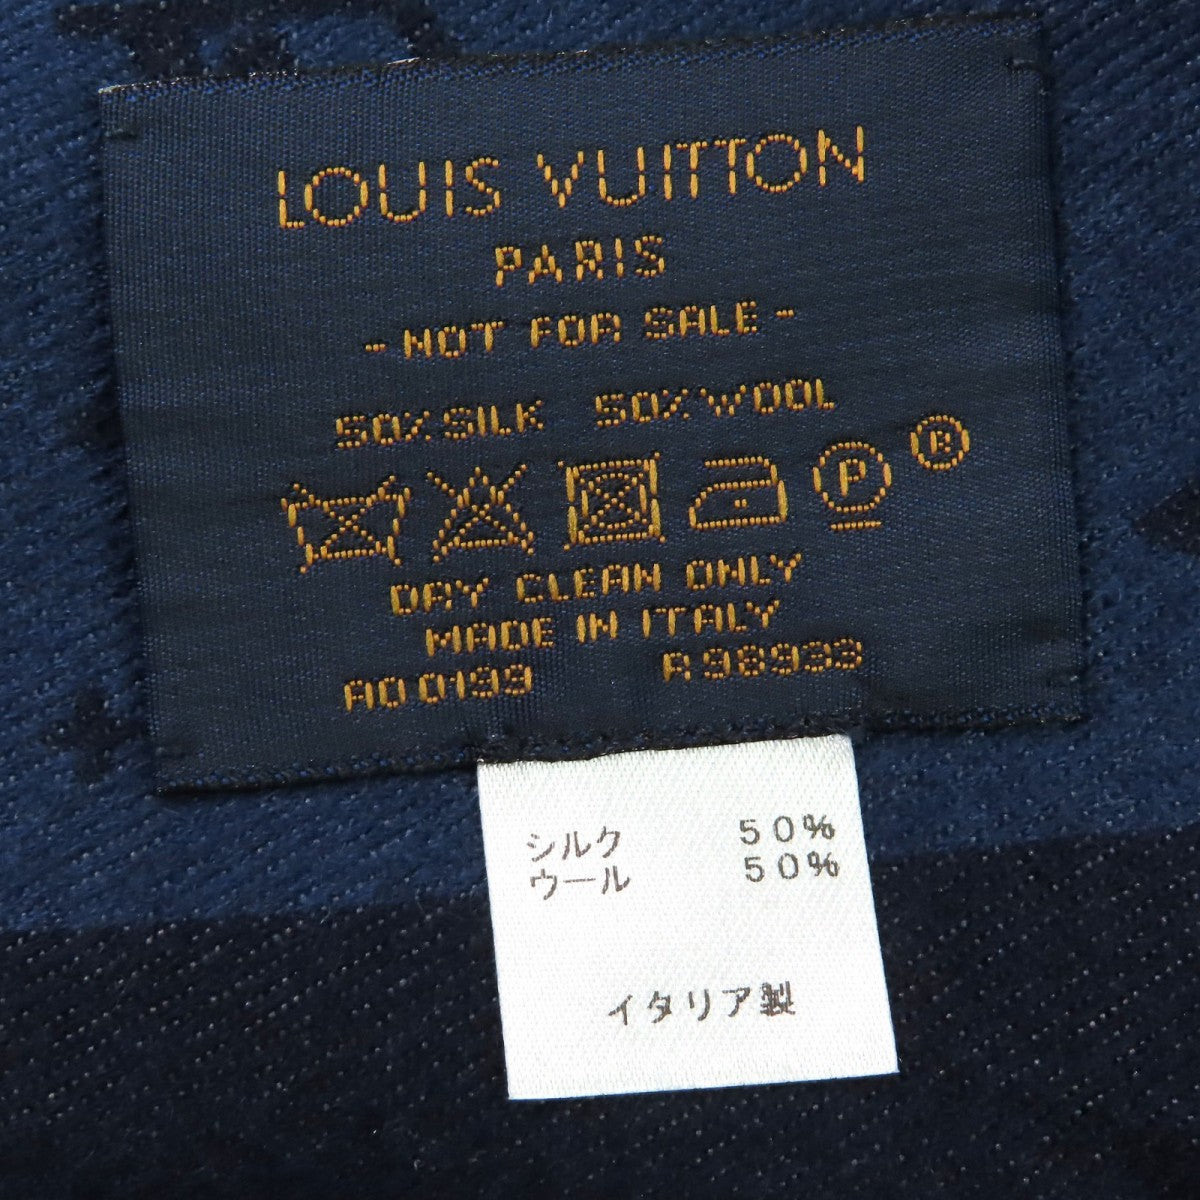 LOUIS VUITTON
PARIS
- NOT FOR SALE -
50% SILK 50% WOOL
P ®
DRY CLEAN ONLY
MADE IN ITALY
AO 0199 R 98933
シルク 50%
ウール 50%
イタリア製